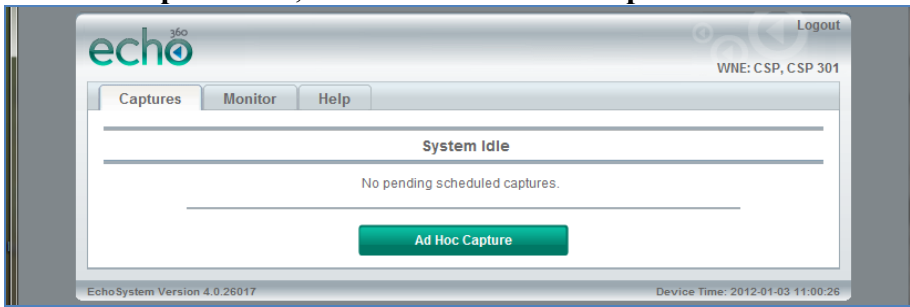 Logout
echo360
WNE: CSP, CSP 301
Captures Monitor Help
System Idle
No pending scheduled captures.
Ad Hoc Capture
EchoSystem Version 4.0.26017 Device Time: 2012-01-03 11:00:26